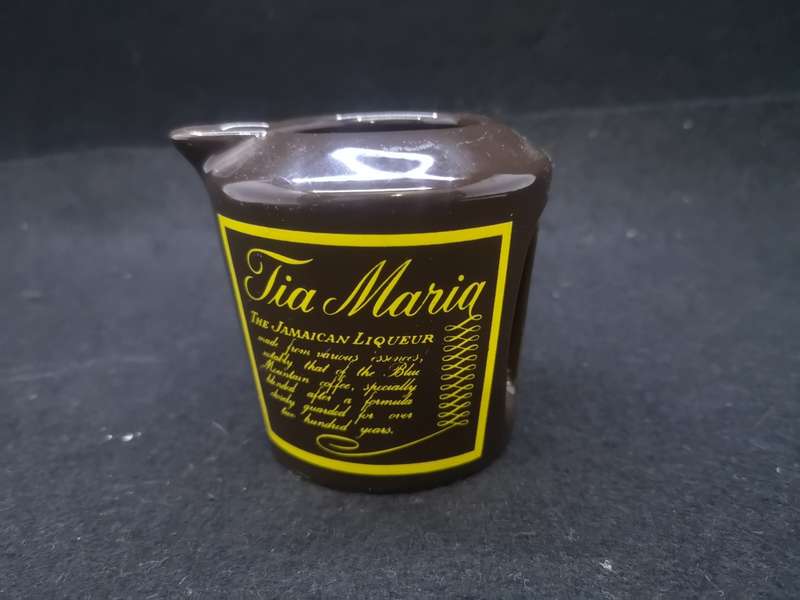 Tia Maria
THE JAMAICAN LIQUEUR
made from various essences,
notably that of the Blue
Mountain coffee, specially
blended after a formula
closely guarded for over
two hundred years.